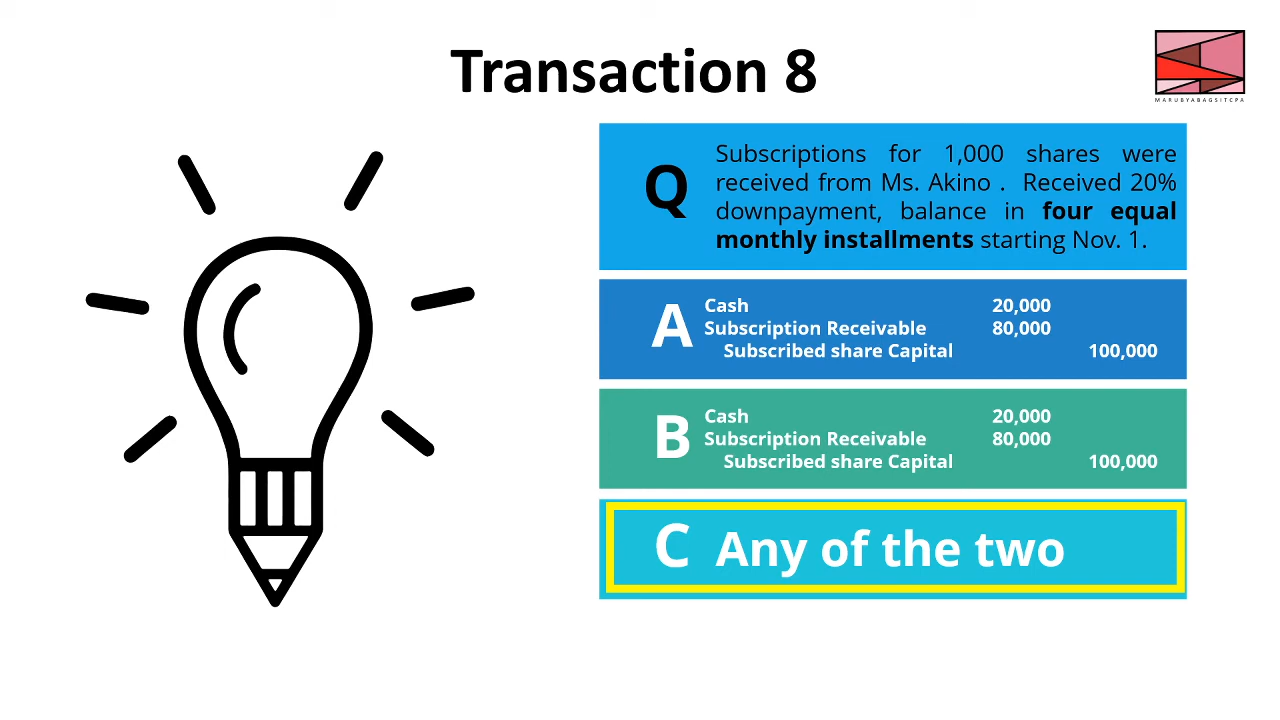 Transaction 8
MARUBYABAGSITCPA
Q
Subscriptions for 1,000 shares were
received from Ms. Akino . Received 20%
downpayment, balance in four equal
monthly installments starting Nov. 1.
A
Cash 20,000
Subscription Receivable 80,000
Subscribed share Capital 100,000
B
Cash 20,000
Subscription Receivable 80,000
Subscribed share Capital 100,000
C Any of the two